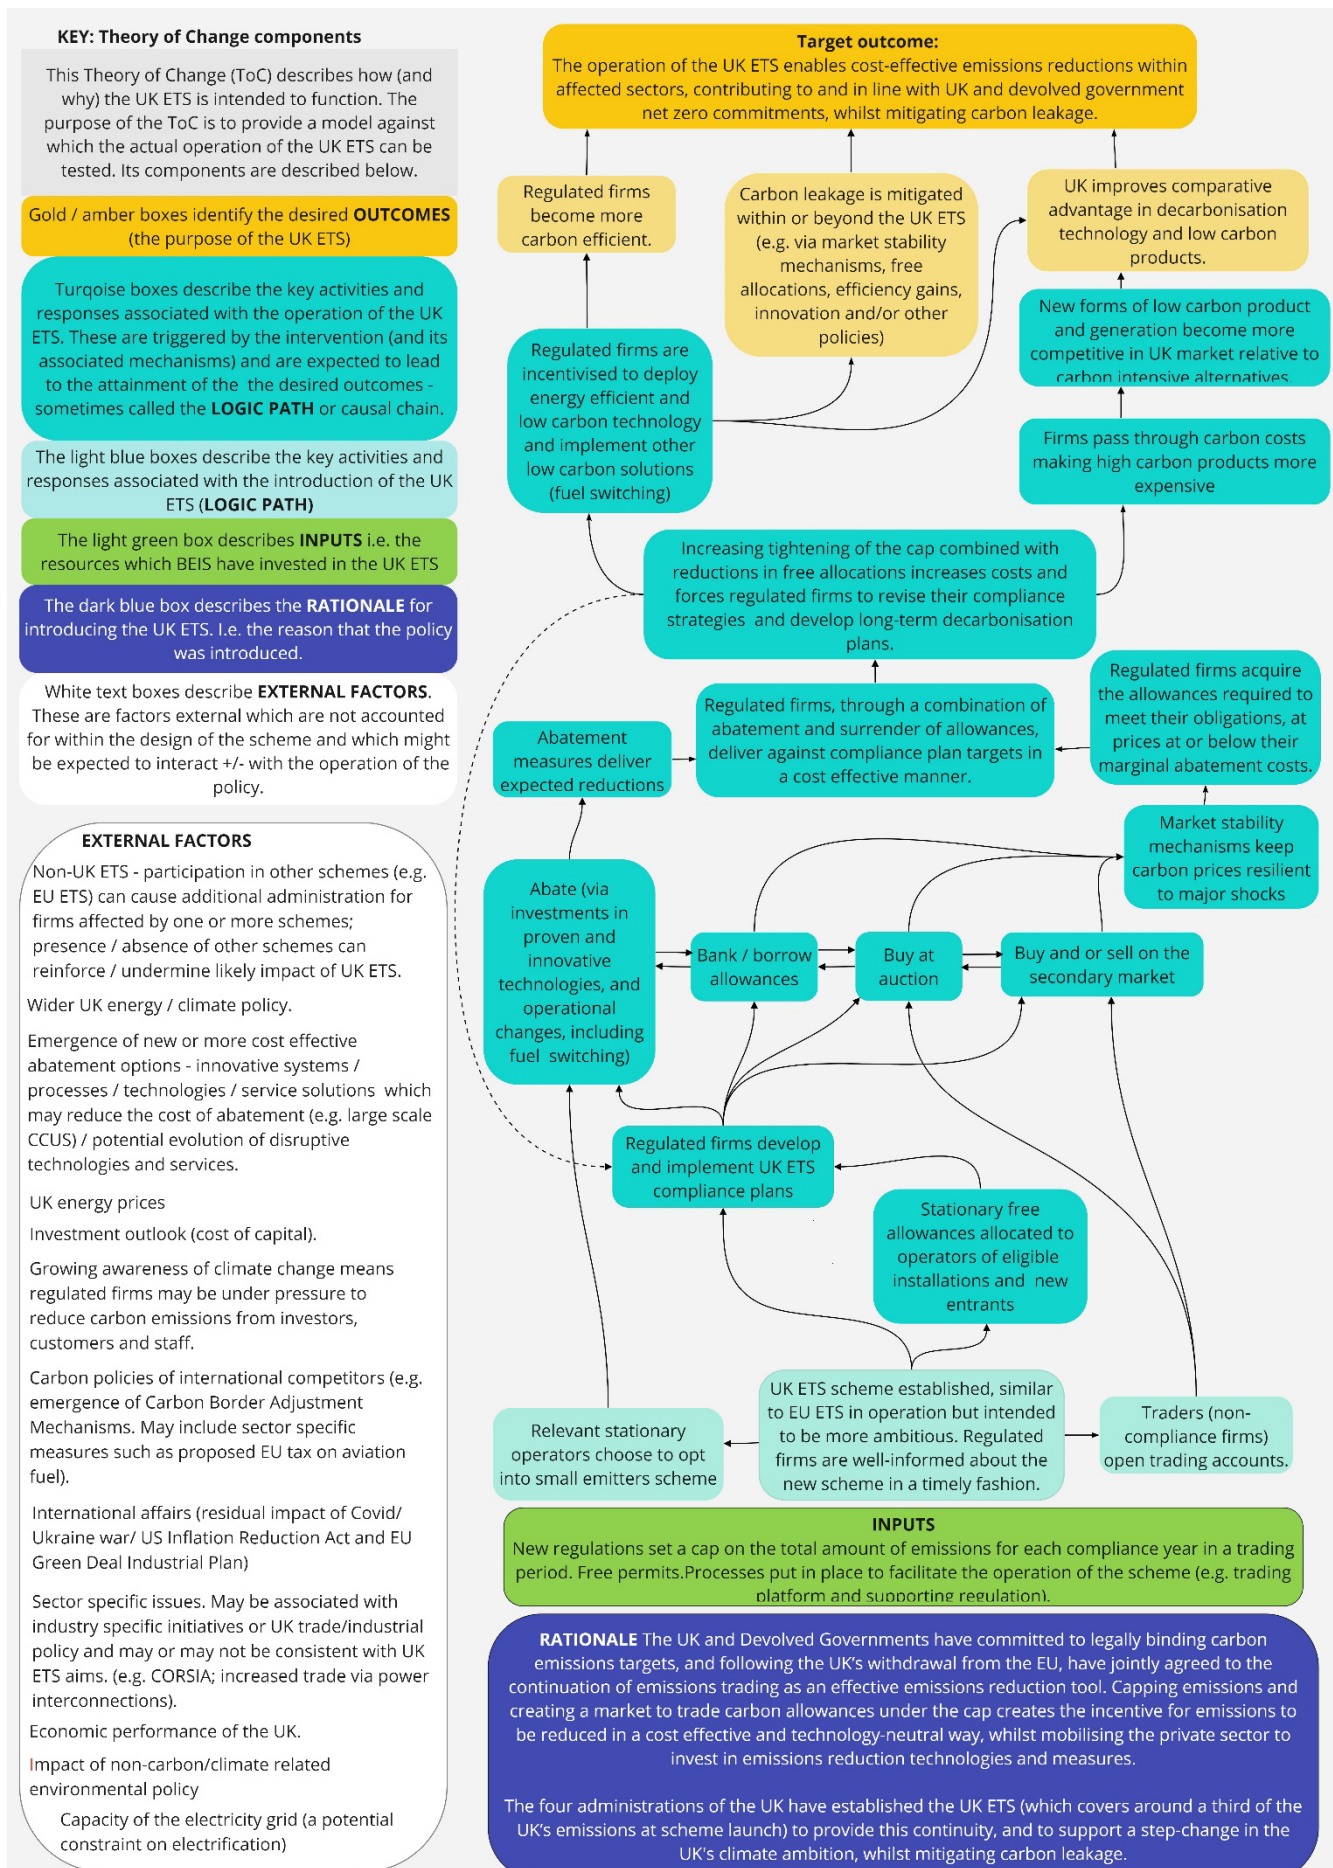 KEY: Theory of Change components
This Theory of Change (ToC) describes how (and
why) the UK ETS is intended to function. The
purpose of the ToC is to provide a model against
which the actual operation of the UK ETS can be
tested. Its components are described below.
Gold / amber boxes identify the desired OUTCOMES
(the purpose of the UK ETS)
Turqoise boxes describe the key activities and
responses associated with the operation of the UK
ETS. These are triggered by the intervention (and its
associated mechanisms) and are expected to lead
to the attainment of the the desired outcomes -
sometimes called the LOGIC PATH or causal chain.
The light blue boxes describe the key activities and
responses associated with the introduction of the UK
ETS (LOGIC PATH)
The light green box describes INPUTS i.e. the
resources which BEIS have invested in the UK ETS
The dark blue box describes the RATIONALE for
introducing the UK ETS. I.e. the reason that the policy
was introduced.
White text boxes describe EXTERNAL FACTORS.
These are factors external which are not accounted
for within the design of the scheme and which might
be expected to interact +/- with the operation of the
policy.
EXTERNAL FACTORS
Non-UK ETS - participation in other schemes (e.g.
EU ETS) can cause additional administration for
firms affected by one or more schemes;
presence / absence of other schemes can
reinforce / undermine likely impact of UK ETS.
Wider UK energy / climate policy.
Emergence of new or more cost effective
abatement options - innovative systems /
processes / technologies / service solutions which
may reduce the cost of abatement (e.g. large scale
CCUS) / potential evolution of disruptive
technologies and services.
UK energy prices
Investment outlook (cost of capital).
Growing awareness of climate change means
regulated firms may be under pressure to
reduce carbon emissions from investors,
customers and staff.
Carbon policies of international competitors (e.g.
emergence of Carbon Border Adjustment
Mechanisms. May include sector specific
measures such as proposed EU tax on aviation
fuel).
International affairs (residual impact of Covid/
Ukraine war/ US Inflation Reduction Act and EU
Green Deal Industrial Plan)
Sector specific issues. May be associated with
industry specific initiatives or UK trade/industrial
policy and may or may not be consistent with UK
ETS aims. (e.g. CORSIA; increased trade via power
interconnections).
Economic performance of the UK.
Impact of non-carbon/climate related
environmental policy
Capacity of the electricity grid (a potential
constraint on electrification)
Target outcome:
The operation of the UK ETS enables cost-effective emissions reductions within
affected sectors, contributing to and in line with UK and devolved government
net zero commitments, whilst mitigating carbon leakage.
Regulated firms
become more
carbon efficient.
Carbon leakage is mitigated
within or beyond the UK ETS
(e.g. via market stability
mechanisms, free
allocations, efficiency gains,
innovation and/or other
policies)
UK improves comparative
advantage in decarbonisation
technology and low carbon
products.
New forms of low carbon product
and generation become more
competitive in UK market relative to
carbon intensive alternatives.
Regulated firms are
incentivised to deploy
energy efficient and
low carbon technology
and implement other
low carbon solutions
(fuel switching)
Firms pass through carbon costs
making high carbon products more
expensive
Increasing tightening of the cap combined with
reductions in free allocations increases costs and
forces regulated firms to revise their compliance
strategies and develop long-term decarbonisation
plans.
Abatement
measures deliver
expected reductions
Regulated firms, through a combination of
abatement and surrender of allowances,
deliver against compliance plan targets in
a cost effective manner.
Regulated firms acquire
the allowances required to
meet their obligations, at
prices at or below their
marginal abatement costs.
Market stability
mechanisms keep
carbon prices resilient
to major shocks
Abate (via
investments in
proven and
innovative
technologies, and
operational
changes, including
fuel switching)
Bank / borrow
allowances
Buy at
auction
Buy and or sell on the
secondary market
Regulated firms develop
and implement UK ETS
compliance plans
Stationary free
allowances allocated to
operators of eligible
installations and new
entrants
Relevant stationary
operators choose to opt
into small emitters scheme
UK ETS scheme established, similar
to EU ETS in operation but intended
to be more ambitious. Regulated
firms are well-informed about the
new scheme in a timely fashion.
Traders (non-
compliance firms)
open trading accounts.
INPUTS
New regulations set a cap on the total amount of emissions for each compliance year in a trading
period. Free permits.Processes put in place to facilitate the operation of the scheme (e.g. trading
platform and supporting regulation).
RATIONALE The UK and Devolved Governments have committed to legally binding carbon
emissions targets, and following the UK's withdrawal from the EU, have jointly agreed to the
continuation of emissions trading as an effective emissions reduction tool. Capping emissions and
creating a market to trade carbon allowances under the cap creates the incentive for emissions to
be reduced in a cost effective and technology-neutral way, whilst mobilising the private sector to
invest in emissions reduction technologies and measures.
The four administrations of the UK have established the UK ETS (which covers around a third of the
UK's emissions at scheme launch) to provide this continuity, and to support a step-change in the
UK's climate ambition, whilst mitigating carbon leakage.